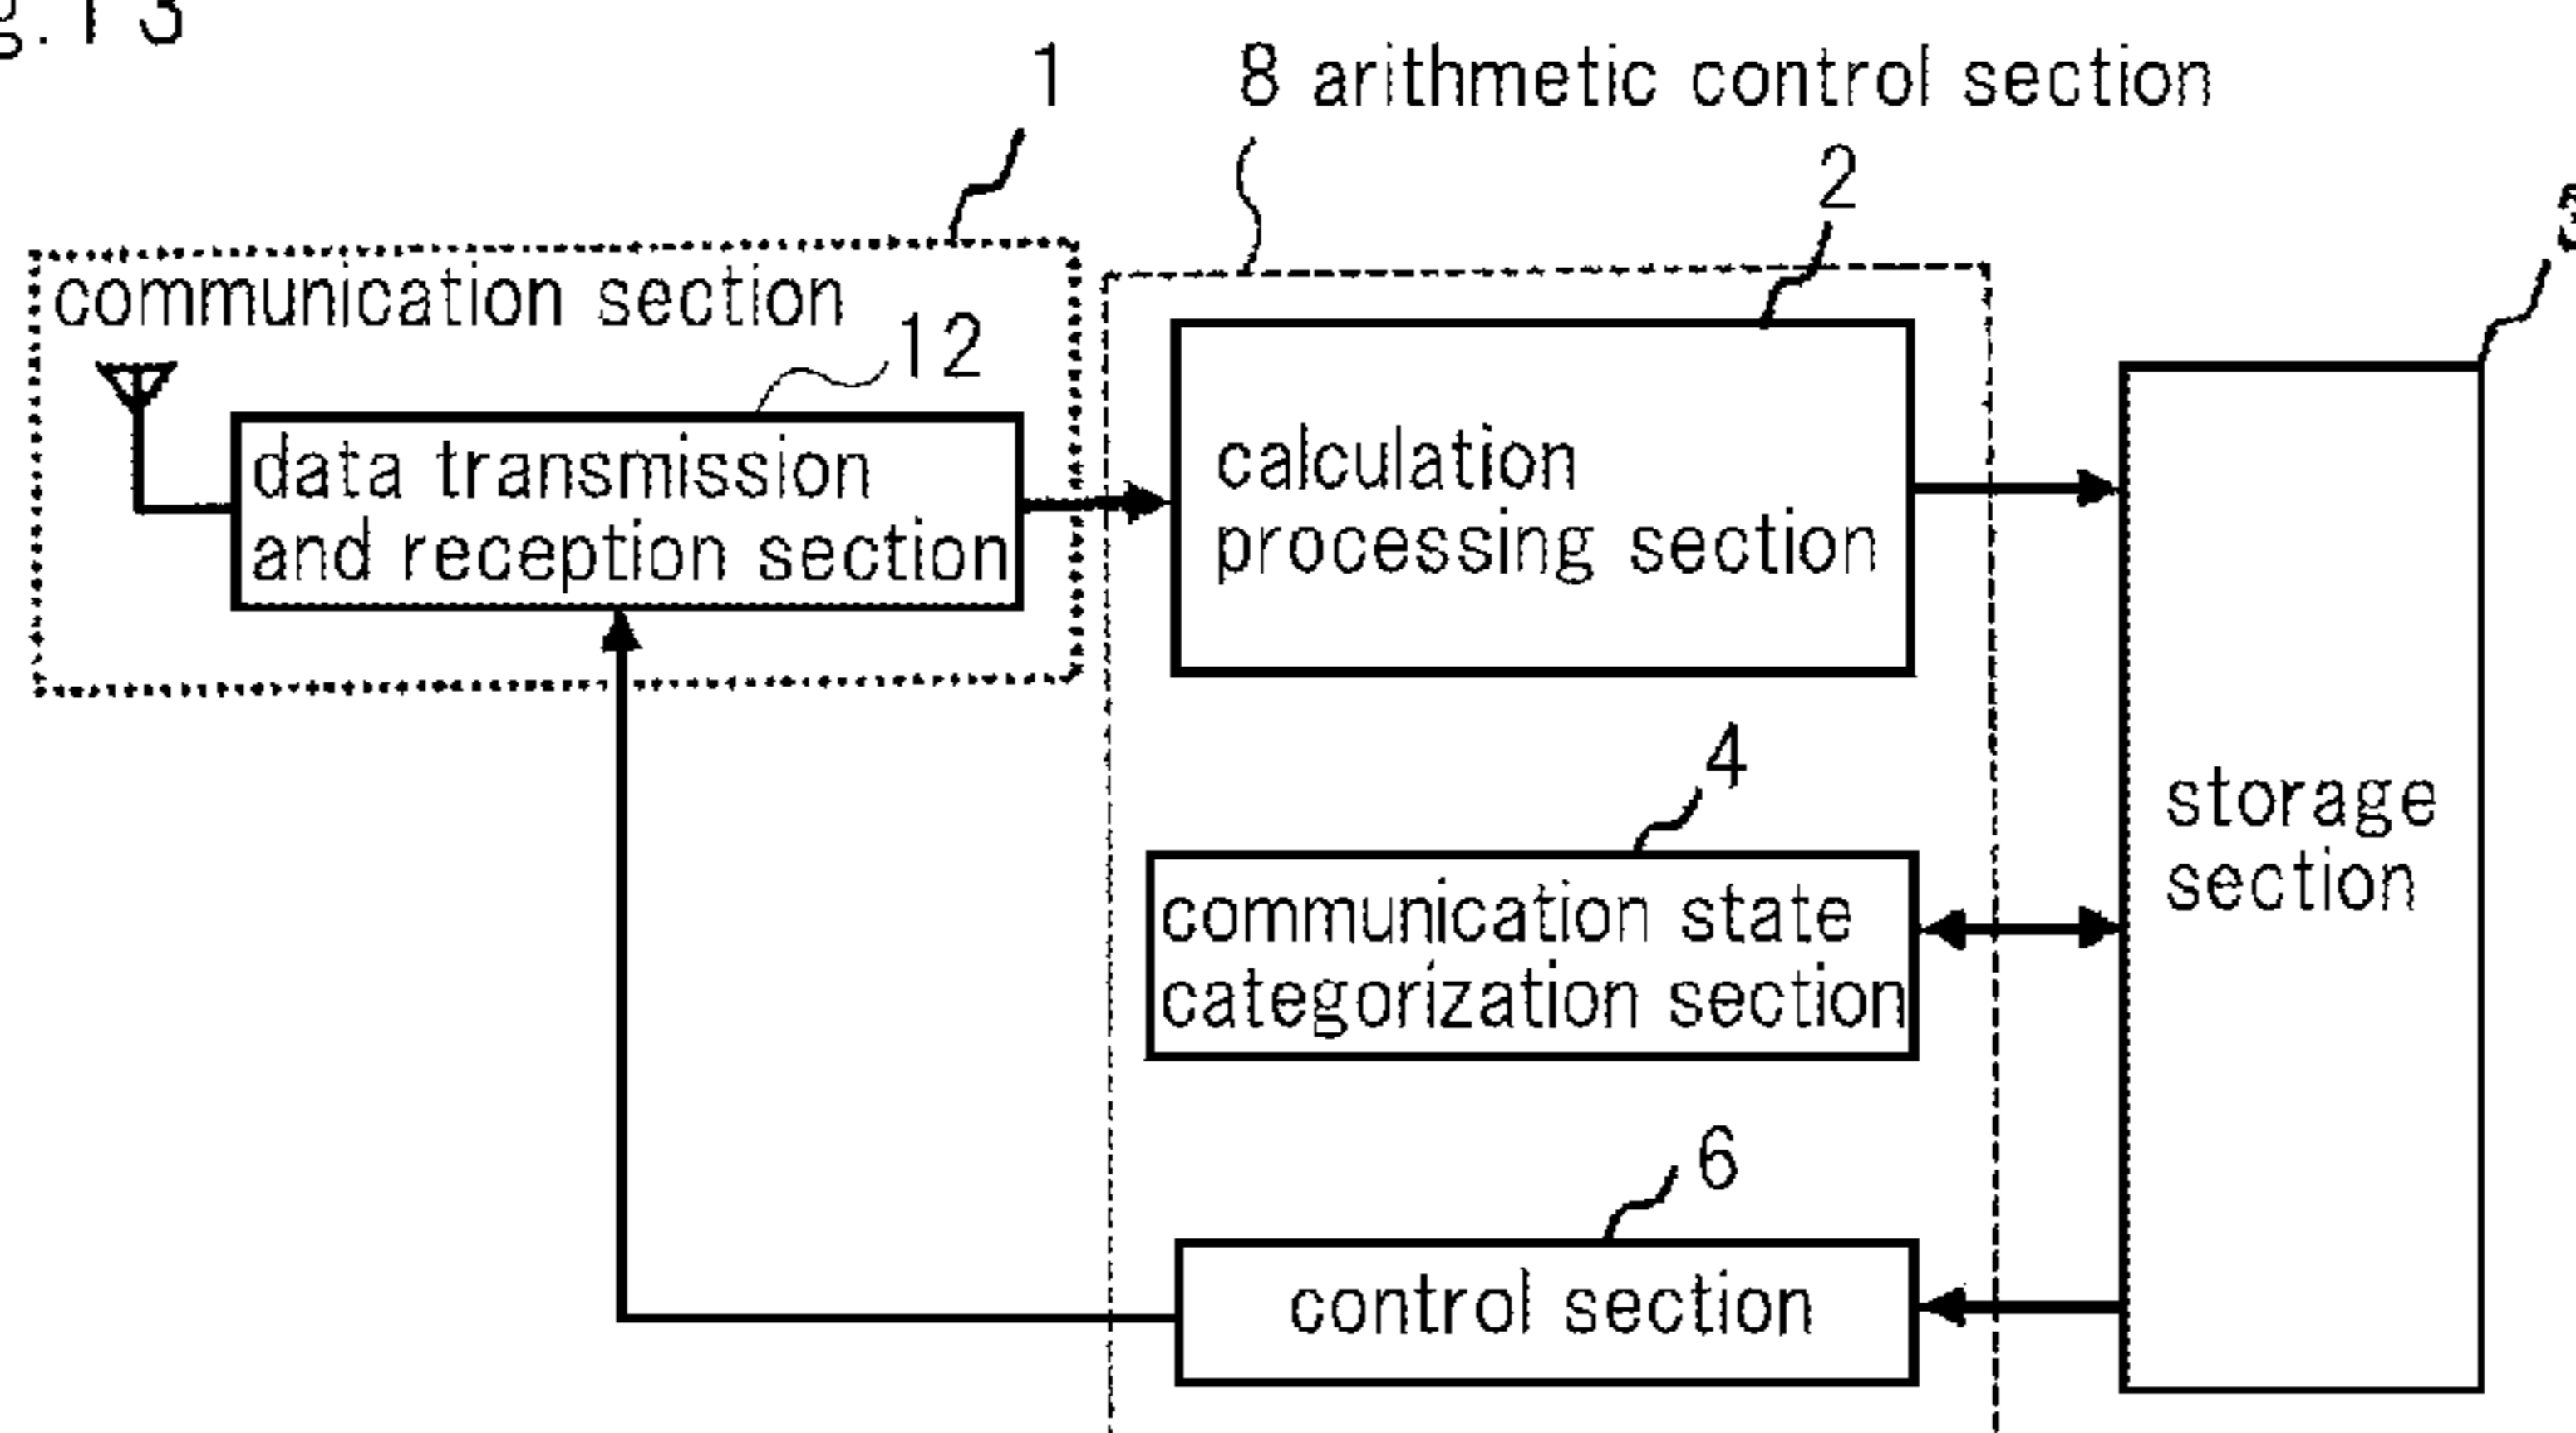 g.13
1
8 arithmetic control section
2
3
communication section
12
data transmission
and reception section
calculation
processing section
4
storage
section
communication state
categorization section
6
control section